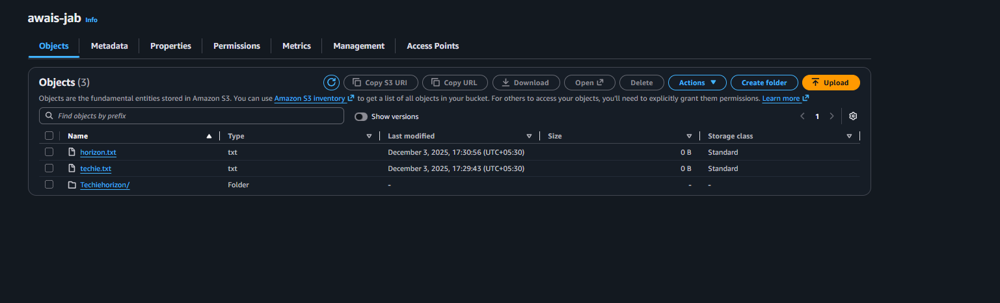 awais-jab Info
Objects Metadata Properties Permissions Metrics Management Access Points
Objects (3) Copy S3 URI Copy URL Download Open Delete Actions Create folder Upload
Objects are the fundamental entities stored in Amazon S3. You can use Amazon S3 inventory to get a list of all objects in your bucket. For others to access your objects, you'll need to explicitly grant them permissions. Learn more
Find objects by prefix Show versions 1
Name Type Last modified Size Storage class
horizon.txt txt December 3, 2025, 17:30:56 (UTC+05:30) 0 B Standard
techie.txt txt December 3, 2025, 17:29:43 (UTC+05:30) 0 B Standard
Techiehorizon/ Folder - - -